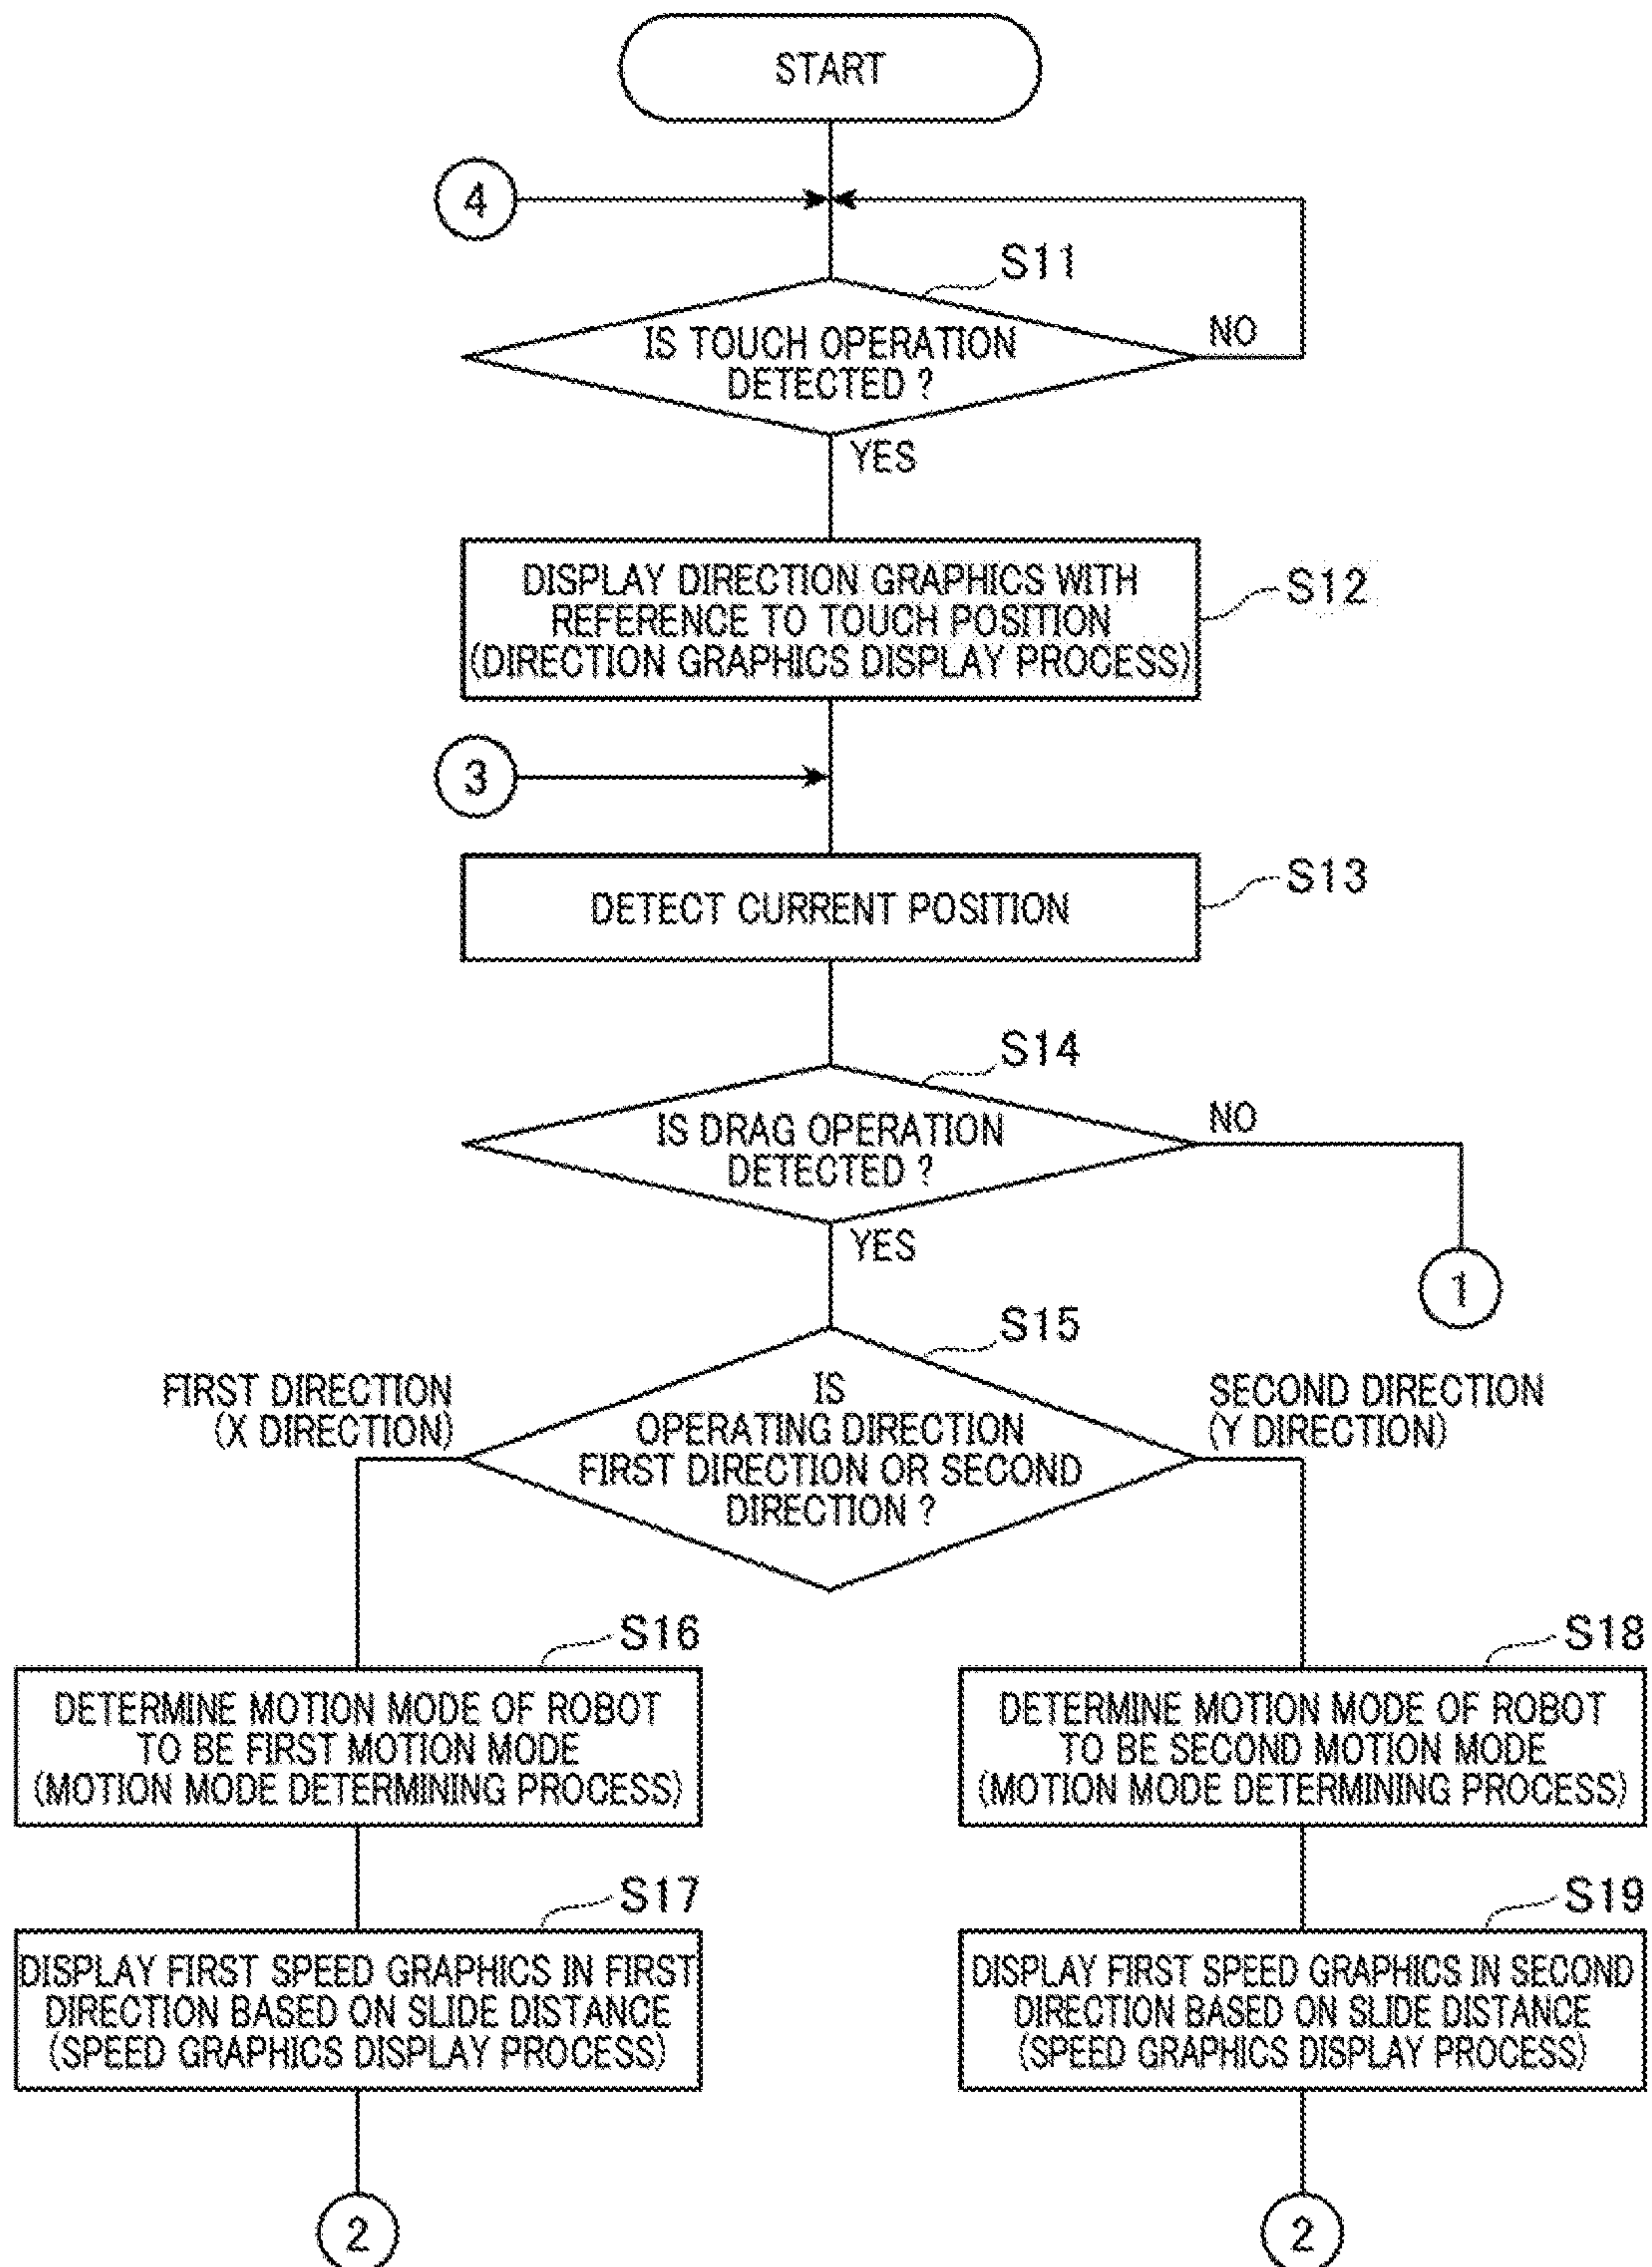 START
4
S11
IS TOUCH OPERATION
DETECTED ?
NO
YES
DISPLAY DIRECTION GRAPHICS WITH
REFERENCE TO TOUCH POSITION
(DIRECTION GRAPHICS DISPLAY PROCESS)
S12
3
DETECT CURRENT POSITION
S13
S14
IS DRAG OPERATION
DETECTED ?
NO
YES
1
S15
FIRST DIRECTION
(X DIRECTION)
IS
OPERATING DIRECTION
FIRST DIRECTION OR SECOND
DIRECTION ?
SECOND DIRECTION
(Y DIRECTION)
S16
DETERMINE MOTION MODE OF ROBOT
TO BE FIRST MOTION MODE
(MOTION MODE DETERMINING PROCESS)
S18
DETERMINE MOTION MODE OF ROBOT
TO BE SECOND MOTION MODE
(MOTION MODE DETERMINING PROCESS)
S17
DISPLAY FIRST SPEED GRAPHICS IN FIRST
DIRECTION BASED ON SLIDE DISTANCE
(SPEED GRAPHICS DISPLAY PROCESS)
S19
DISPLAY FIRST SPEED GRAPHICS IN SECOND
DIRECTION BASED ON SLIDE DISTANCE
(SPEED GRAPHICS DISPLAY PROCESS)
2
2